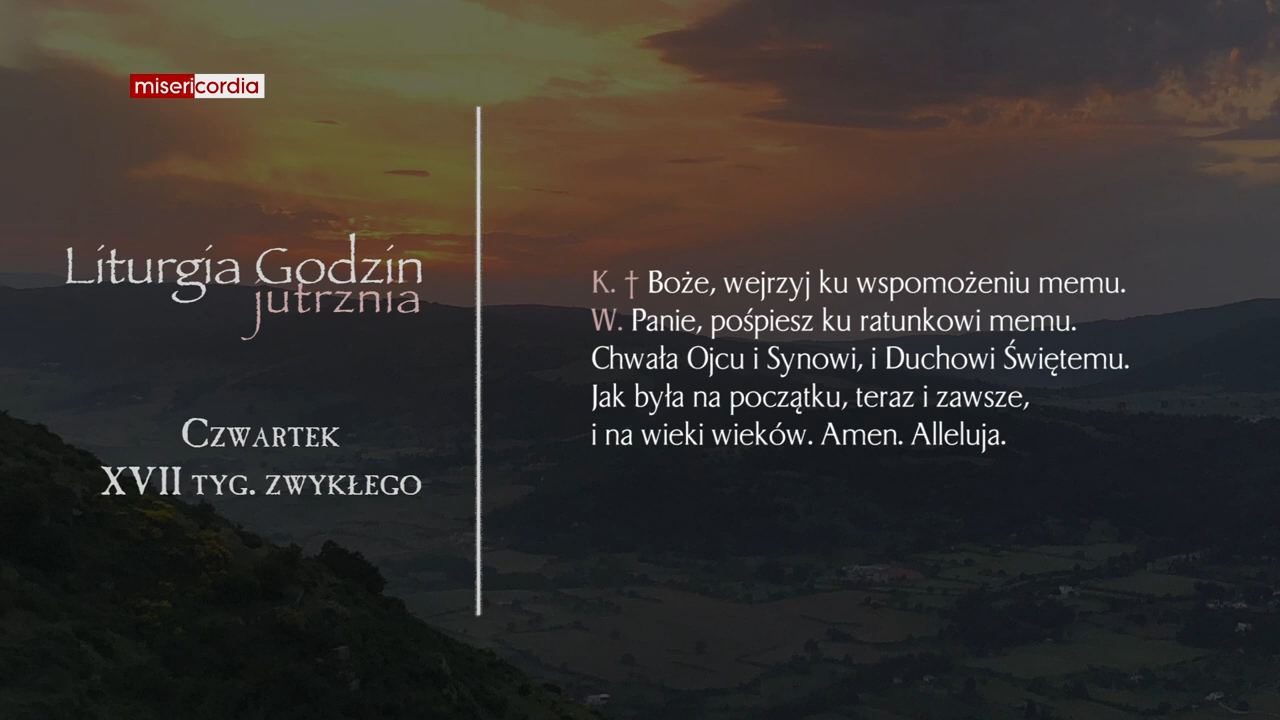 misericordia
Liturgia Godzin
jutrznia
Czwartek
XVII tyg. zwykłego
K. † Boże, wejrzyj ku wspomożeniu memu.
W. Panie, pośpiesz ku ratunkowi memu.
Chwała Ojcu i Synowi, i Duchowi Świętemu.
Jak była na początku, teraz i zawsze,
i na wieki wieków. Amen. Alleluja.